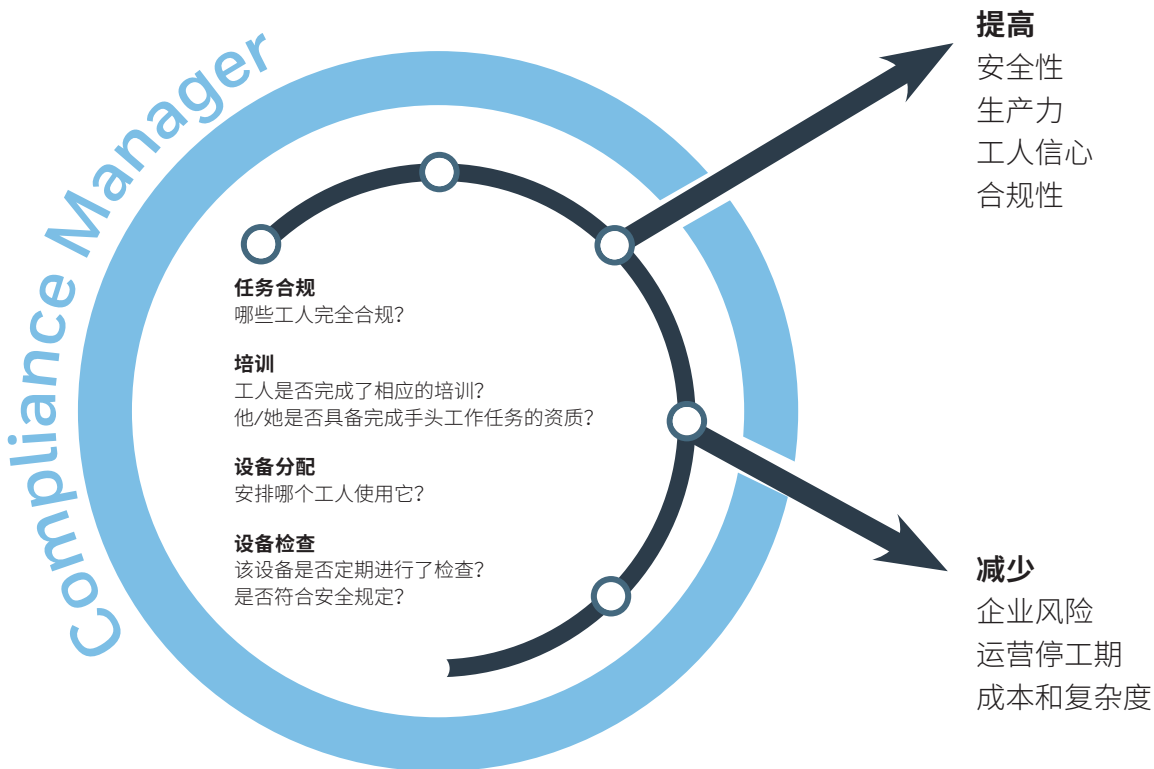 Compliance Manager
任务合规
哪些工人完全合规?
培训
工人是否完成了相应的培训?
他/她是否具备完成手头工作任务的资质?
设备分配
安排哪个工人使用它?
设备检查
该设备是否定期进行了检查?
是否符合安全规定?
提高
安全性
生产力
工人信心
合规性
减少
企业风险
运营停工期
成本和复杂度